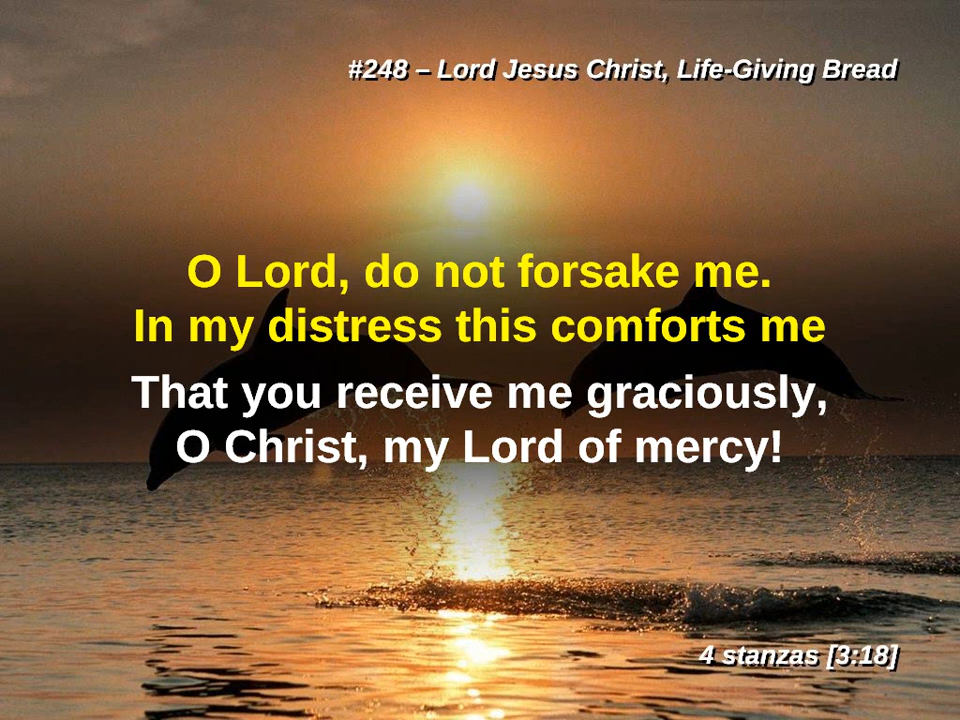 #248 – Lord Jesus Christ, Life-Giving Bread
O Lord, do not forsake me.
In my distress this comforts me
That you receive me graciously,
O Christ, my Lord of mercy!
4 stanzas [3:18]